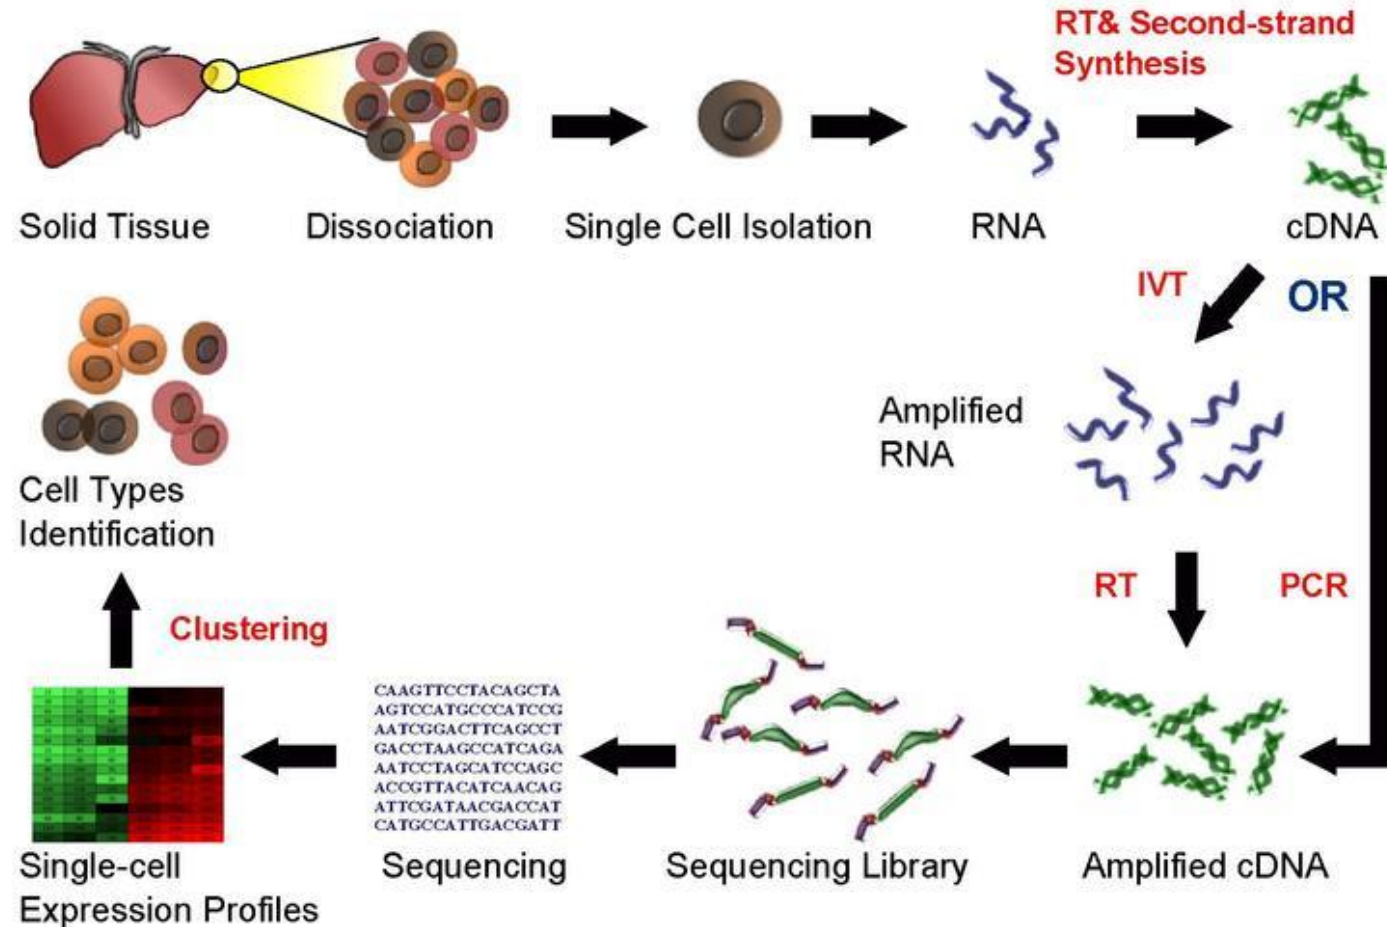 RT& Second-strand
Synthesis
Solid Tissue
Dissociation
Single Cell Isolation
RNA
cDNA
IVT
OR
Amplified
RNA
RT
PCR
Amplified cDNA
Sequencing Library
CAAGTTCCTACAGCTA
AGTCCATGCCCATCCG
AATCGGACTTCAGCCT
GACCTAAGCCATCAGA
AATCCTAGCATCCAGC
ACCGTTACATCAACAG
ATTCGATAACGACCAT
CATGCCATTGACGATT
Sequencing
Single-cell
Expression Profiles
Clustering
Cell Types
Identification